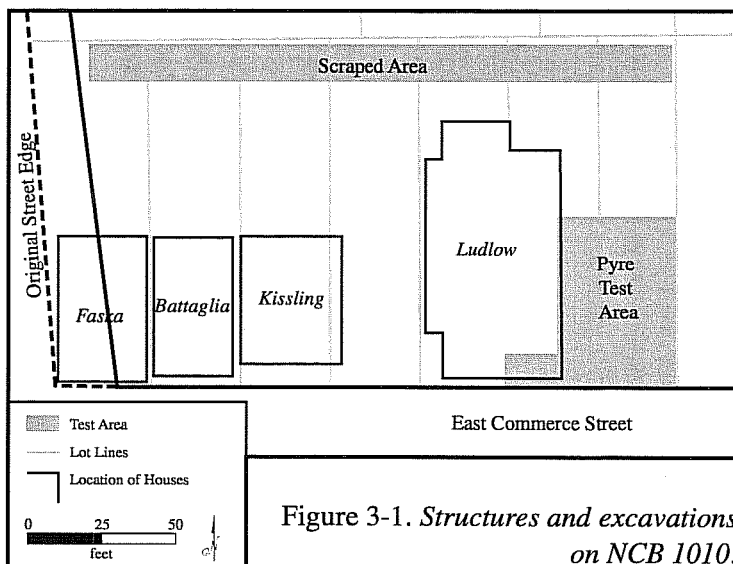 Scraped Area
Original Street Edge
Faska
Battaglia
Kissling
Ludlow
Pyre
Test
Area
East Commerce Street
Test Area
Lot Lines
Location of Houses
0 25 50
feet
Figure 3-1. Structures and excavations
on NCB 1010.